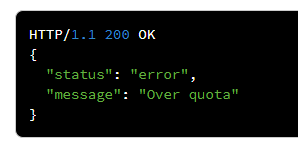 HTTP/1.1 200 OK
{
  "status": "error",
  "message": "Over quota"
}